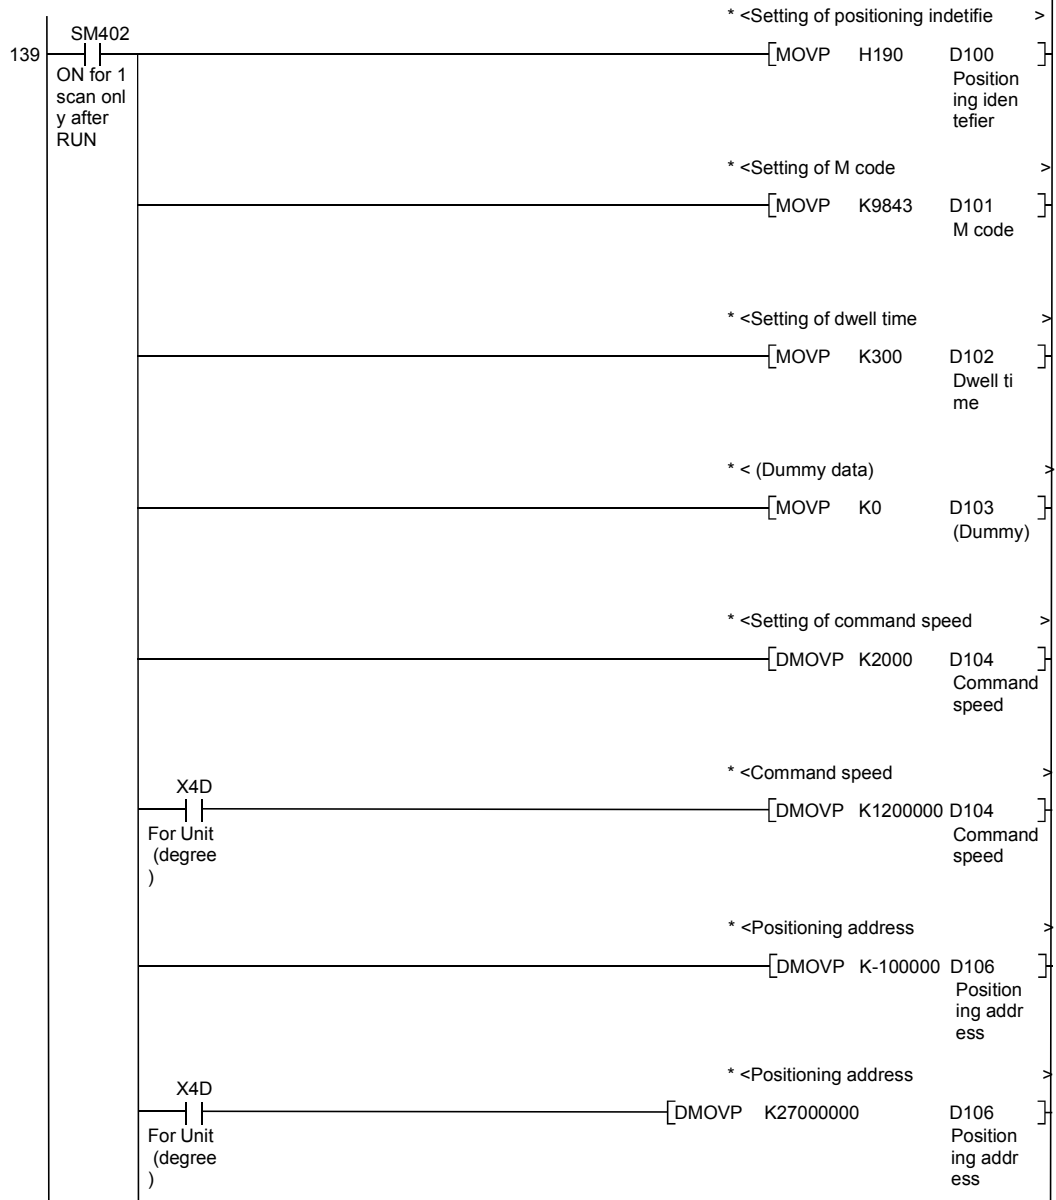 * <Setting of positioning indetifie >
SM402
139 [MOVP H190 D100 ]
ON for 1
scan onl
y after
RUN
Position
ing iden
tefier
* <Setting of M code >
[MOVP K9843 D101 ]
M code
* <Setting of dwell time >
[MOVP K300 D102 ]
Dwell ti
me
* < (Dummy data) >
[MOVP K0 D103 ]
(Dummy)
* <Setting of command speed >
[DMOVP K2000 D104 ]
Command
speed
* <Command speed >
X4D
[DMOVP K1200000 D104 ]
For Unit
(degree
)
Command
speed
* <Positioning address >
[DMOVP K-100000 D106 ]
Position
ing addr
ess
* <Positioning address >
X4D
[DMOVP K27000000 D106 ]
For Unit
(degree
)
Position
ing addr
ess